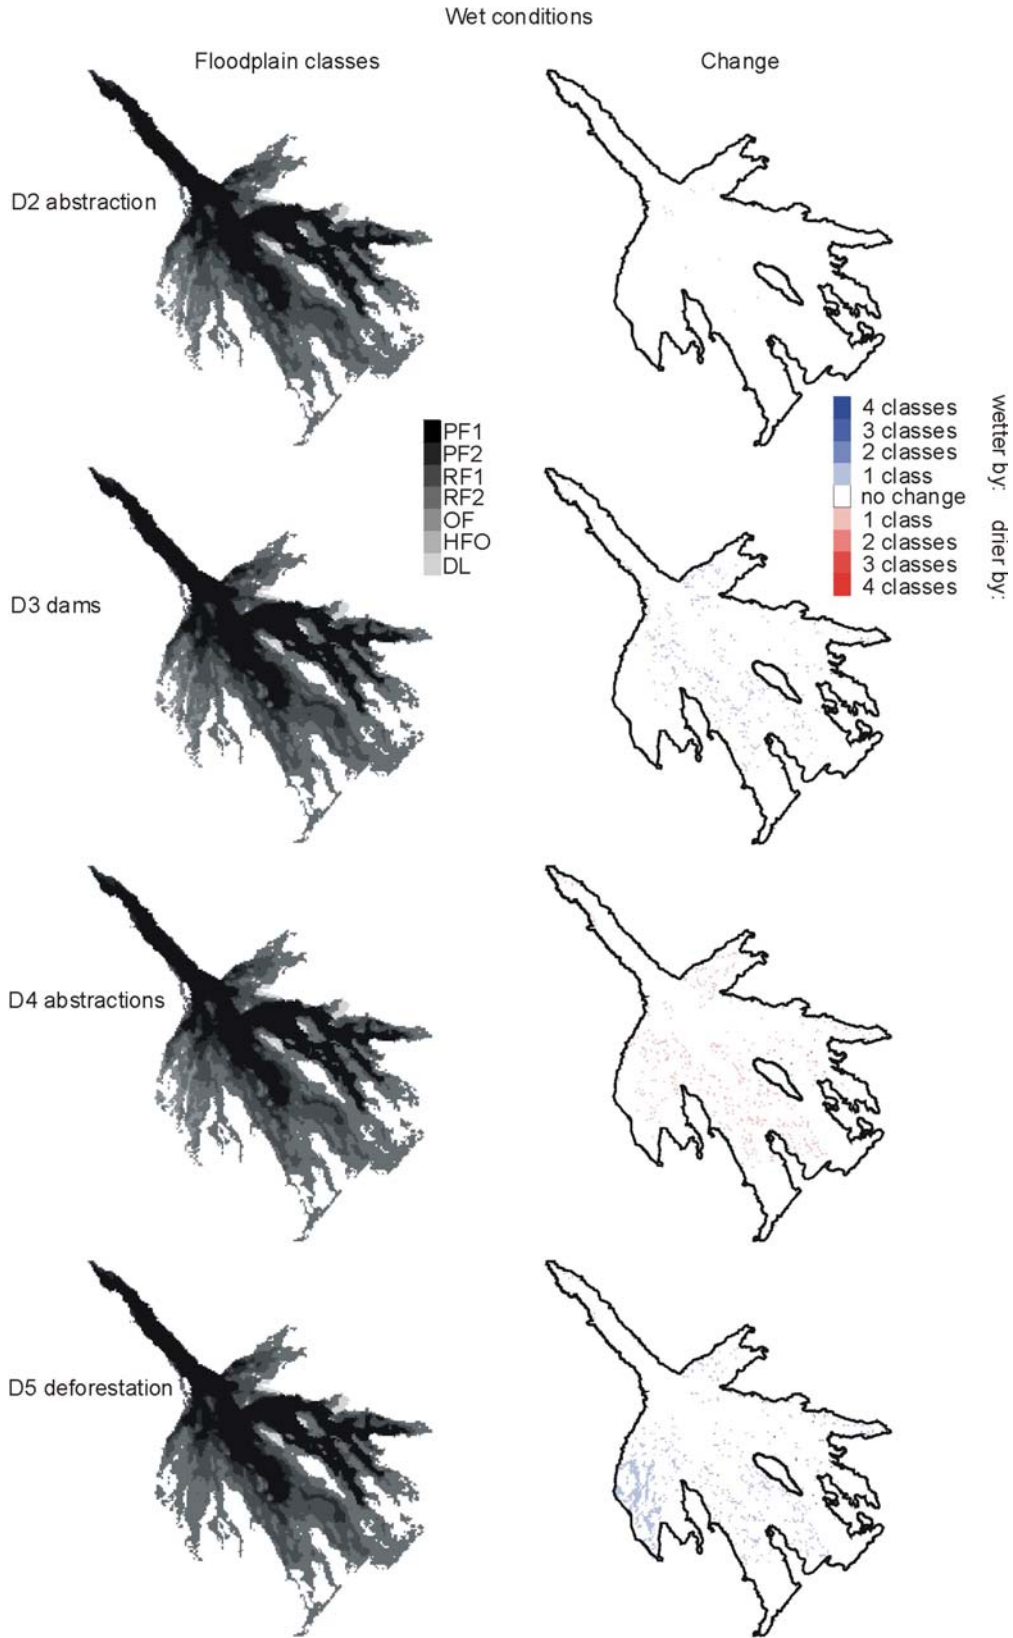 Wet conditions
Floodplain classes
Change
D2 abstraction
PF1
PF2
RF1
RF2
OF
HFO
DL
4 classes
3 classes
2 classes
1 class
no change
1 class
2 classes
3 classes
4 classes
wetter by:
drier by:
D3 dams
D4 abstractions
D5 deforestation